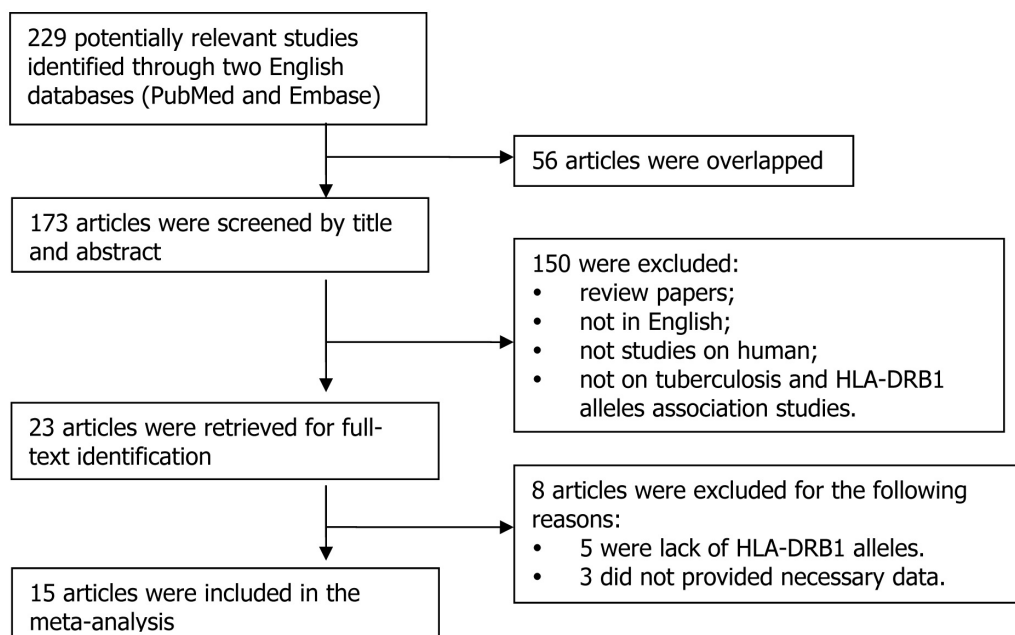 229 potentially relevant studies
identified through two English
databases (PubMed and Embase)
56 articles were overlapped
173 articles were screened by title
and abstract
150 were excluded:
• review papers;
• not in English;
• not studies on human;
• not on tuberculosis and HLA-DRB1
alleles association studies.
23 articles were retrieved for full-
text identification
8 articles were excluded for the following
reasons:
• 5 were lack of HLA-DRB1 alleles.
• 3 did not provided necessary data.
15 articles were included in the
meta-analysis